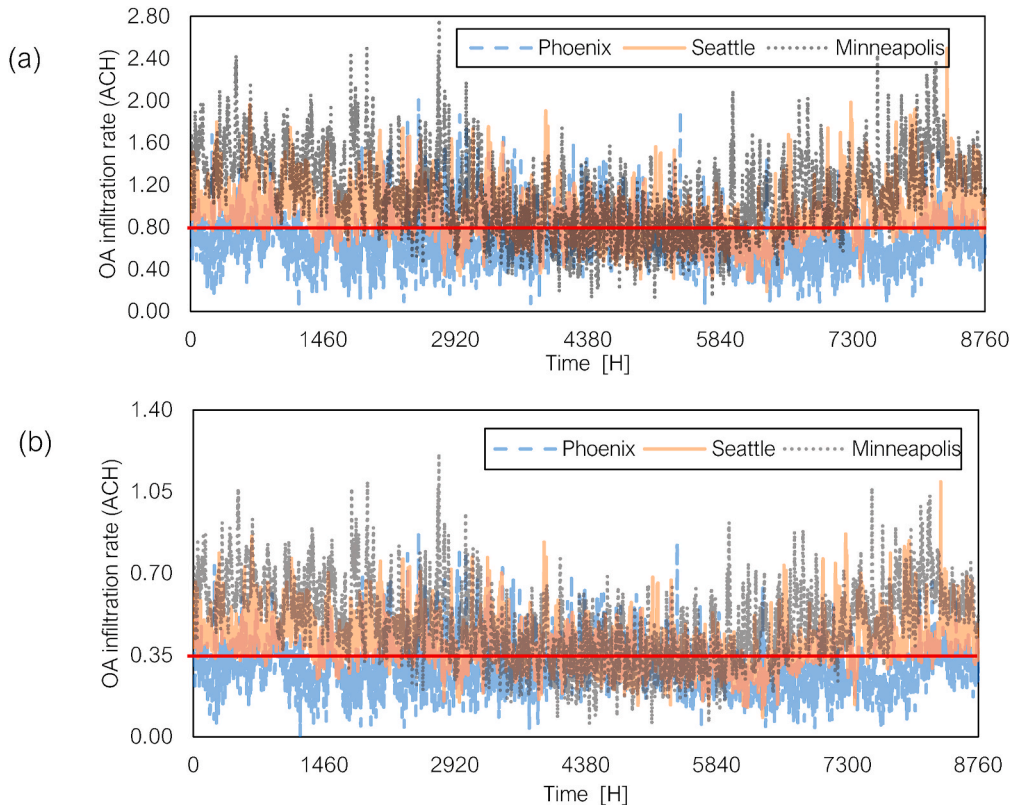 (a)
OA infiltration rate (ACH)
2.80
2.40
2.00
1.60
1.20
0.80
0.40
0.00
Phoenix Seattle Minneapolis
0 1460 2920 4380 5840 7300 8760
Time [H]
(b)
OA infiltration rate (ACH)
1.40
1.05
0.70
0.35
0.00
Phoenix Seattle Minneapolis
0 1460 2920 4380 5840 7300 8760
Time [H]